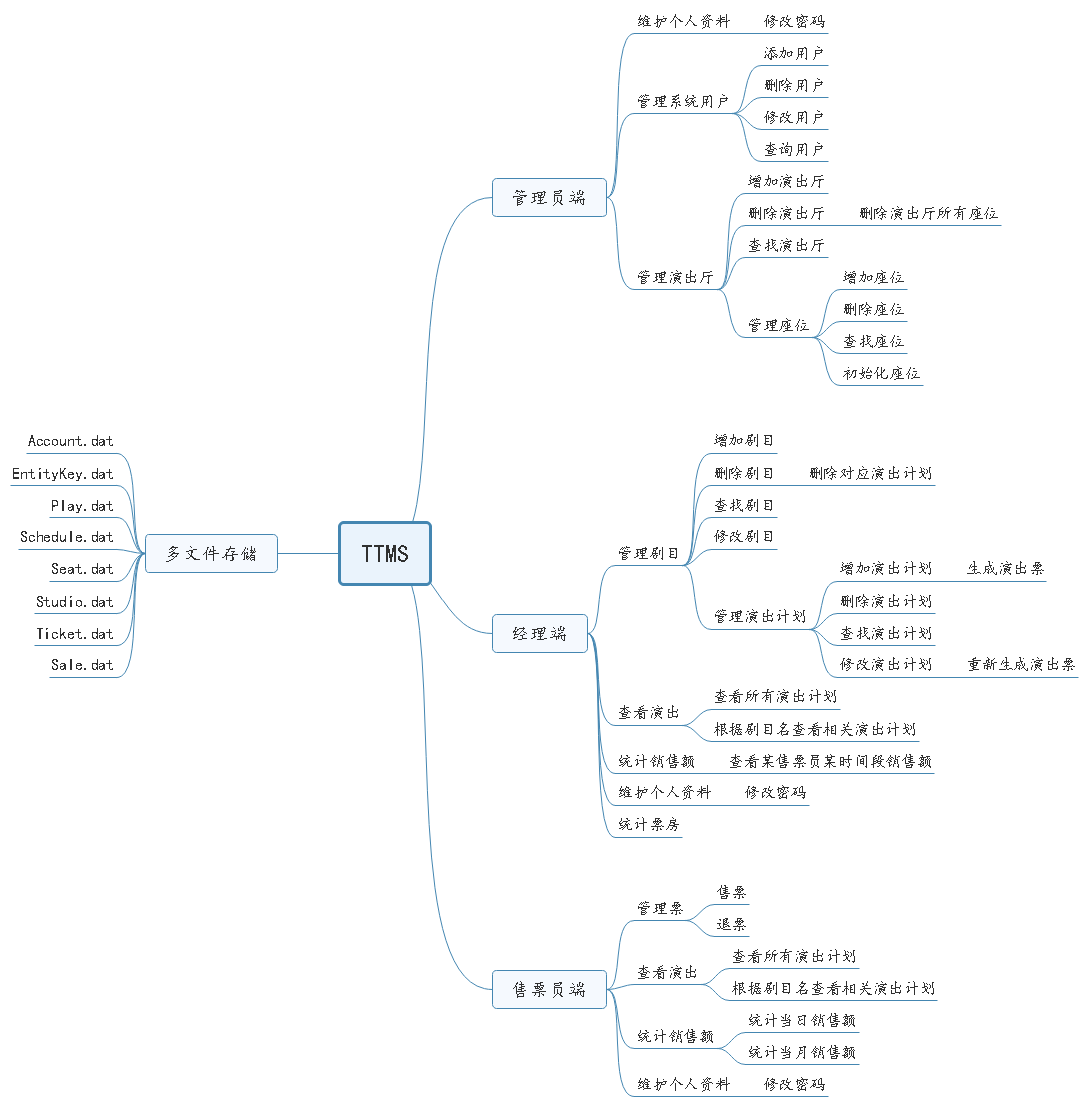 TTMS
多文件存储
Account.dat
EntityKey.dat
Play.dat
Schedule.dat
Seat.dat
Studio.dat
Ticket.dat
Sale.dat
管理员端
维护个人资料
修改密码
管理系统用户
添加用户
删除用户
修改用户
查询用户
管理演出厅
增加演出厅
删除演出厅
删除演出厅所有座位
查找演出厅
管理座位
增加座位
删除座位
查找座位
初始化座位
经理端
管理剧目
增加剧目
删除剧目
删除对应演出计划
查找剧目
修改剧目
管理演出计划
增加演出计划
生成演出票
删除演出计划
查找演出计划
修改演出计划
重新生成演出票
查看演出
查看所有演出计划
根据剧目名查看相关演出计划
统计销售额
查看某售票员某时间段销售额
维护个人资料
修改密码
统计票房
售票员端
管理票
售票
退票
查看演出
查看所有演出计划
根据剧目名查看相关演出计划
统计销售额
统计当日销售额
统计当月销售额
维护个人资料
修改密码